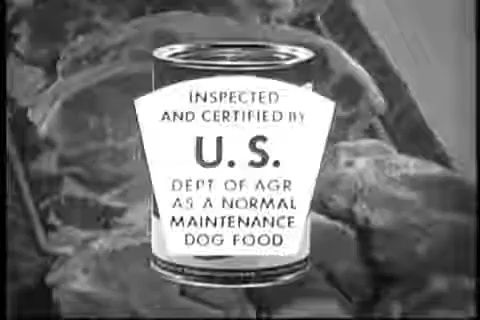 INSPECTED
AND CERTIFIED BY
U. S.
DEPT OF AGR
AS A NORMAL
MAINTENANCE
DOG FOOD